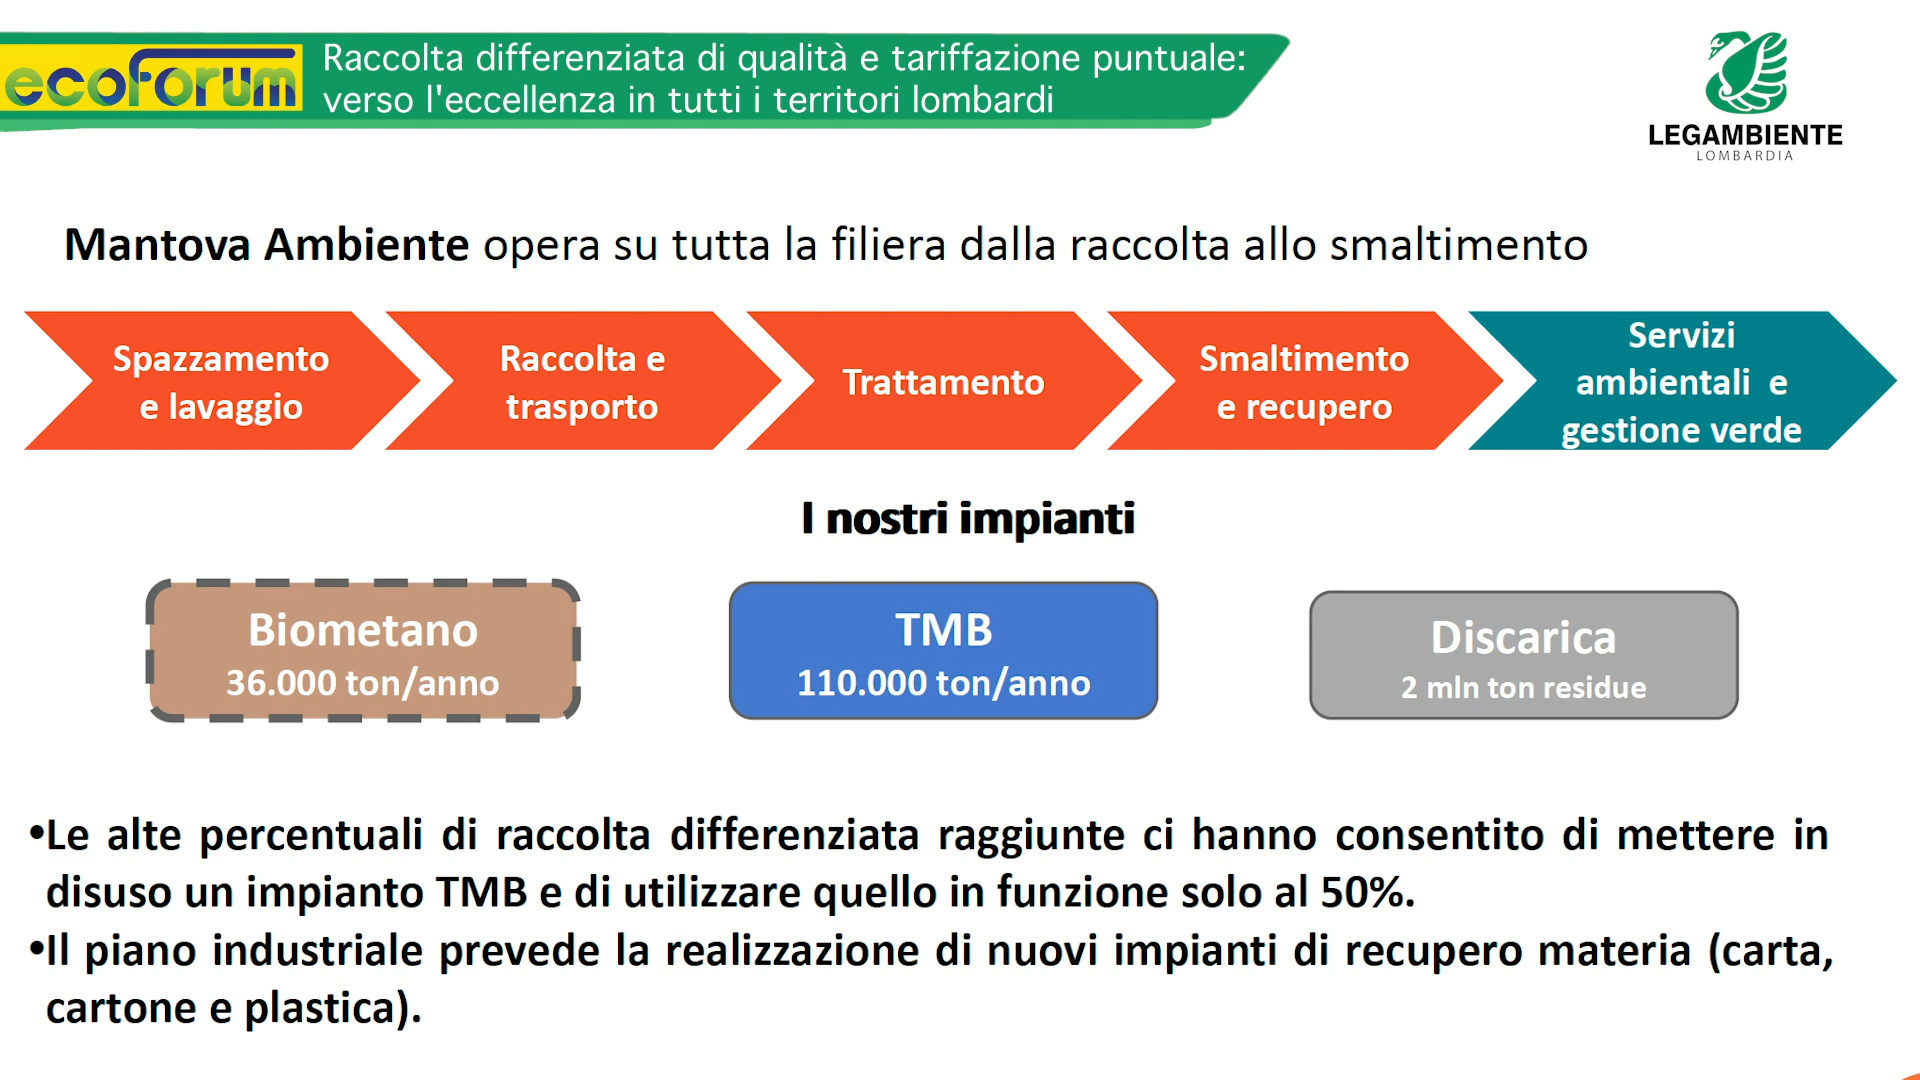 ecoforum
Raccolta differenziata di qualità e tariffazione puntuale:
verso l'eccellenza in tutti i territori lombardi
LEGAMBIENTE
LOMBARDIA
Mantova Ambiente opera su tutta la filiera dalla raccolta allo smaltimento
Spazzamento
e lavaggio
Raccolta e
trasporto
Trattamento
Smaltimento
e recupero
Servizi
ambientali e
gestione verde
I nostri impianti
Biometano
36.000 ton/anno
TMB
110.000 ton/anno
Discarica
2 mln ton residue
•Le alte percentuali di raccolta differenziata raggiunte ci hanno consentito di mettere in
disuso un impianto TMB e di utilizzare quello in funzione solo al 50%.
•Il piano industriale prevede la realizzazione di nuovi impianti di recupero materia (carta,
cartone e plastica).